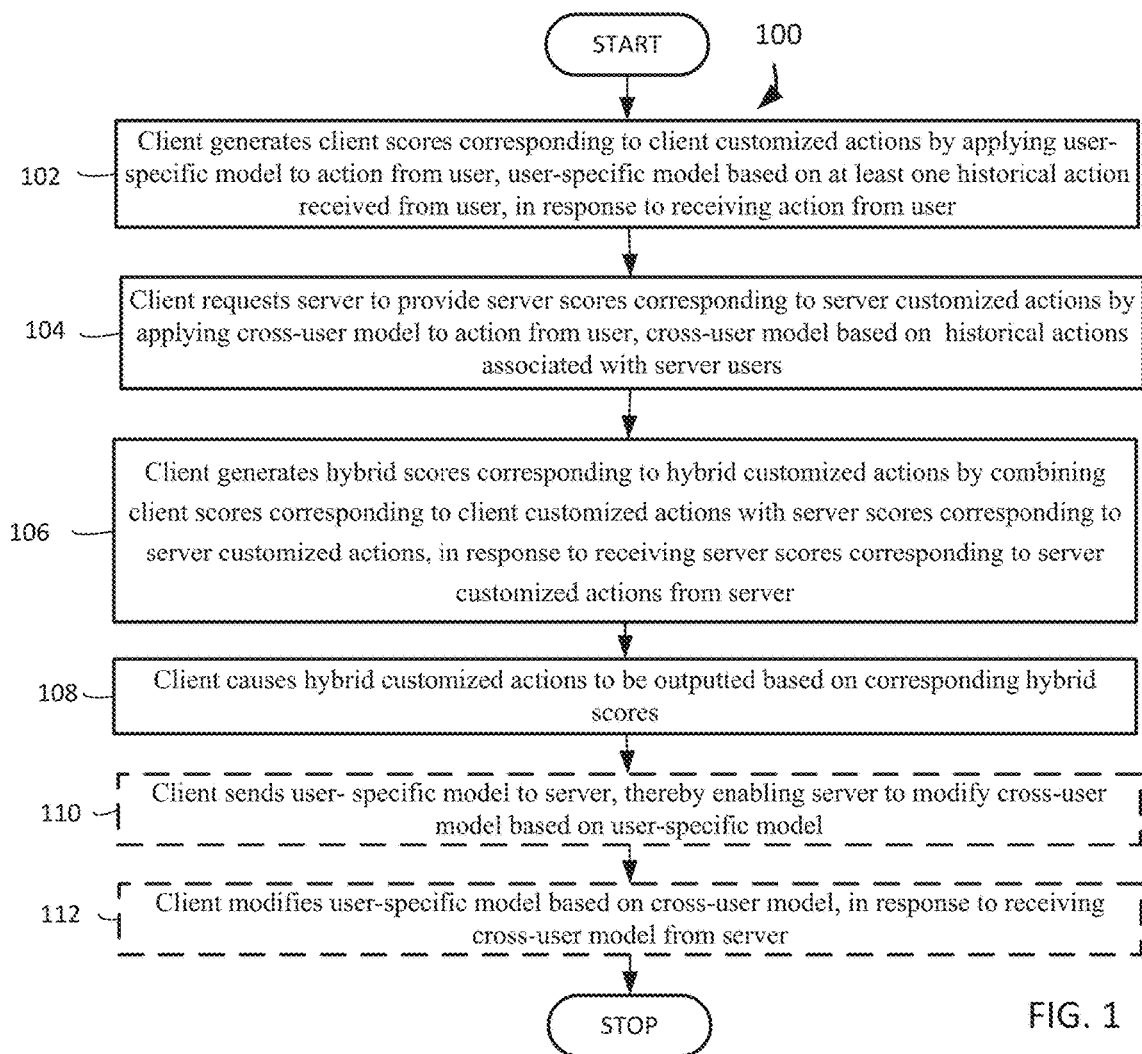 START
100
102
Client generates client scores corresponding to client customized actions by applying user-
specific model to action from user, user-specific model based on at least one historical action
received from user, in response to receiving action from user
104
Client requests server to provide server scores corresponding to server customized actions by
applying cross-user model to action from user, cross-user model based on historical actions
associated with server users
106
Client generates hybrid scores corresponding to hybrid customized actions by combining
client scores corresponding to client customized actions with server scores corresponding to
server customized actions, in response to receiving server scores corresponding to server
customized actions from server
108
Client causes hybrid customized actions to be outputted based on corresponding hybrid
scores
110
Client sends user- specific model to server, thereby enabling server to modify cross-user
model based on user-specific model
112
Client modifies user-specific model based on cross-user model, in response to receiving
cross-user model from server
STOP
FIG. 1